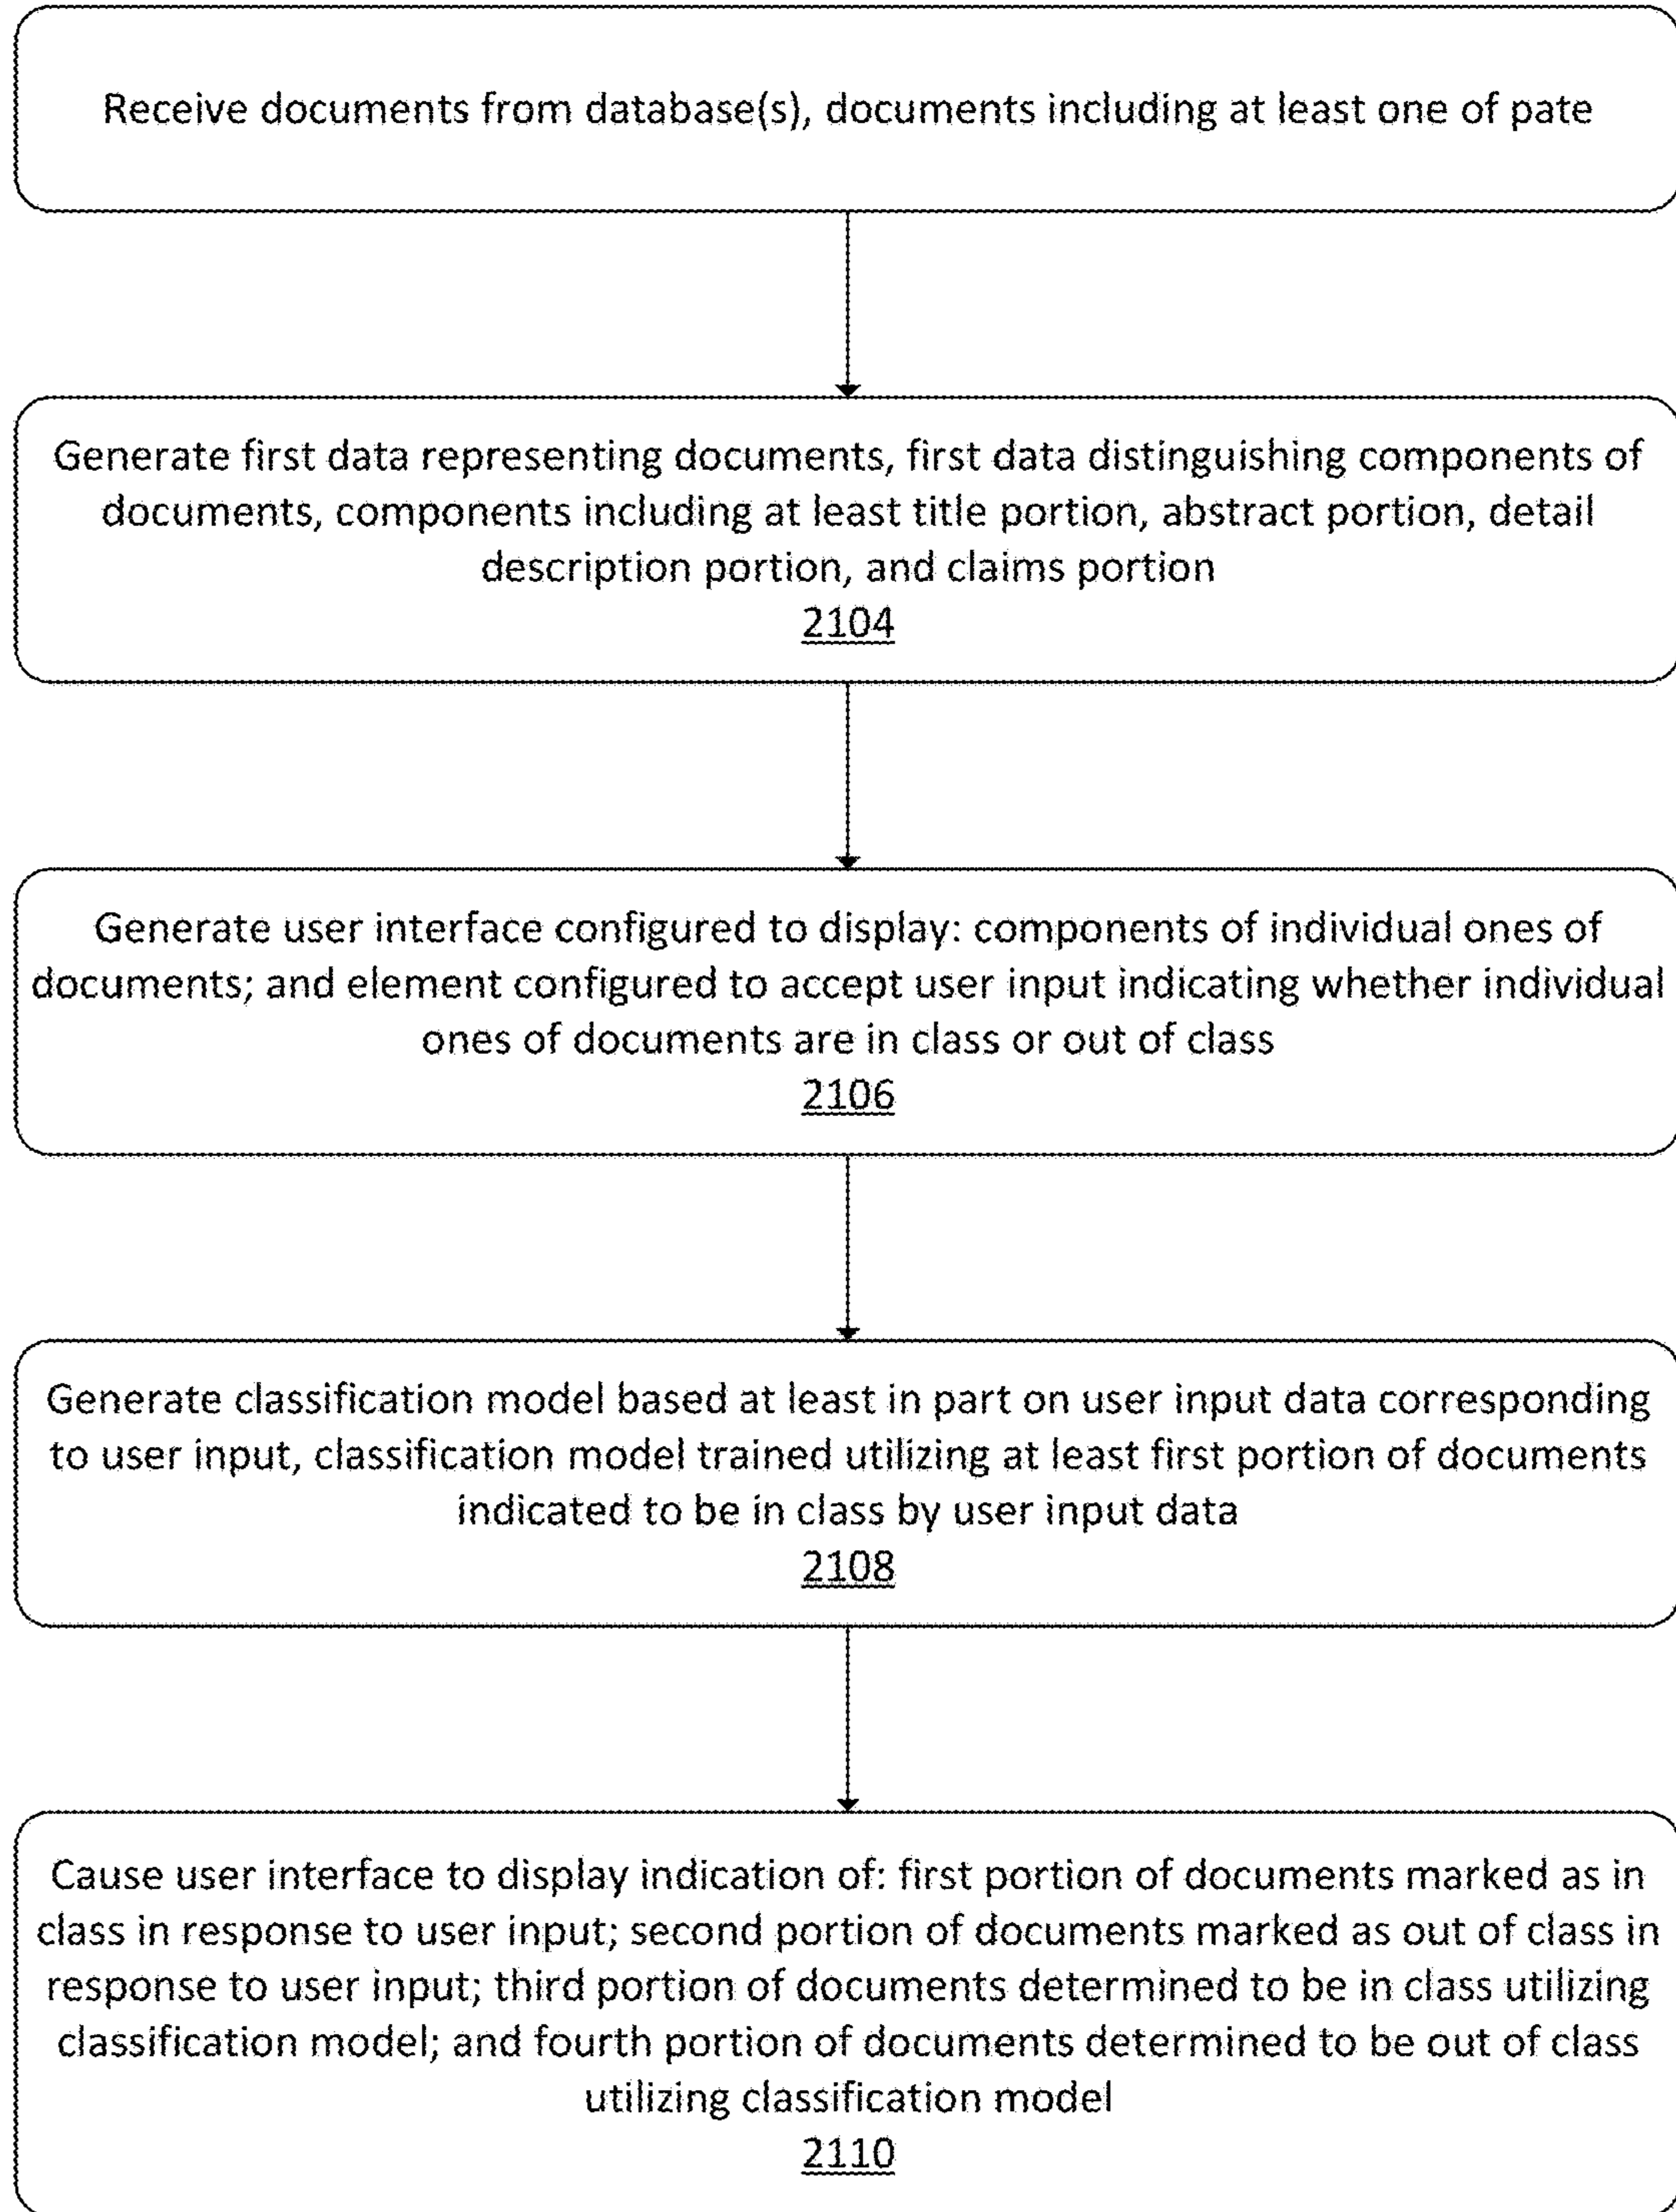 Receive documents from database(s), documents including at least one of pate
Generate first data representing documents, first data distinguishing components of
documents, components including at least title portion, abstract portion, detail
description portion, and claims portion
2104
Generate user interface configured to display: components of individual ones of
documents; and element configured to accept user input indicating whether individual
ones of documents are in class or out of class
2106
Generate classification model based at least in part on user input data corresponding
to user input, classification model trained utilizing at least first portion of documents
indicated to be in class by user input data
2108
Cause user interface to display indication of: first portion of documents marked as in
class in response to user input; second portion of documents marked as out of class in
response to user input; third portion of documents determined to be in class utilizing
classification model; and fourth portion of documents determined to be out of class
utilizing classification model
2110